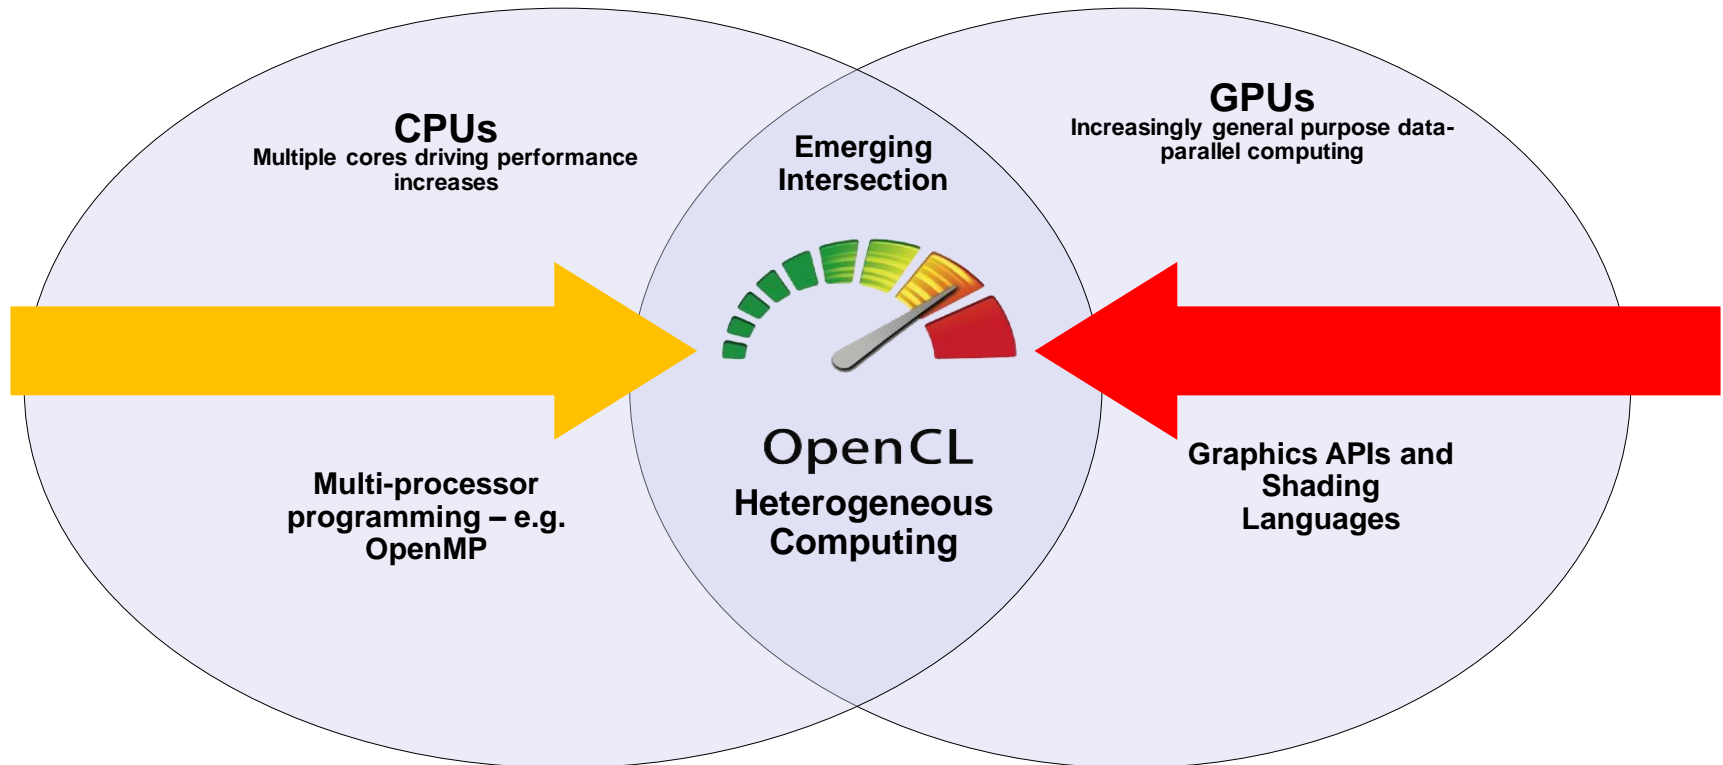 CPUs
Multiple cores driving performance
increases
Emerging
Intersection
GPUs
Increasingly general purpose data-
parallel computing
Multi-processor
programming – e.g.
OpenMP
OpenCL
Heterogeneous
Computing
Graphics APIs and
Shading
Languages